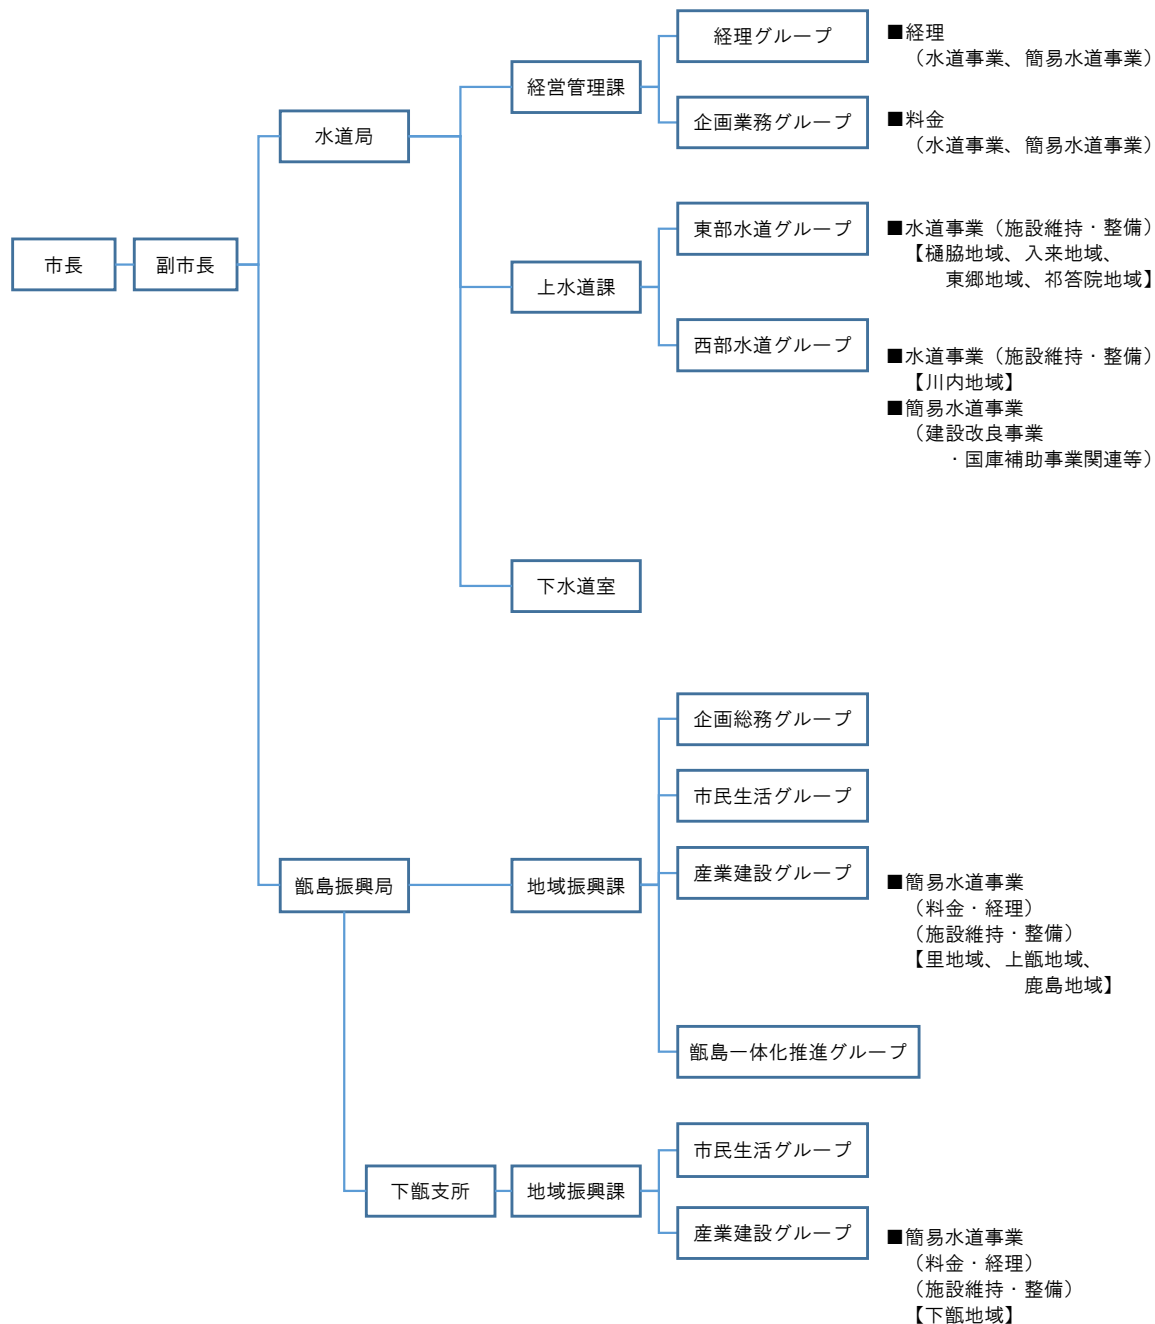 市長
副市長
水道局
経営管理課
経理グループ
■経理
（水道事業、簡易水道事業）
企画業務グループ
■料金
（水道事業、簡易水道事業）
上水道課
東部水道グループ
■水道事業（施設維持・整備）
【樋脇地域、入来地域、
東郷地域、祁答院地域】
西部水道グループ
■水道事業（施設維持・整備）
【川内地域】
■簡易水道事業
（建設改良事業
・国庫補助事業関連等）
下水道室
甑島振興局
地域振興課
企画総務グループ
市民生活グループ
産業建設グループ
■簡易水道事業
（料金・経理）
（施設維持・整備）
【里地域、上甑地域、
鹿島地域】
甑島一体化推進グループ
下甑支所
地域振興課
市民生活グループ
産業建設グループ
■簡易水道事業
（料金・経理）
（施設維持・整備）
【下甑地域】